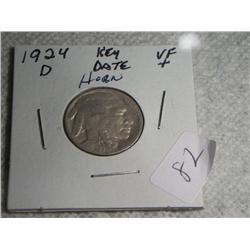 1924 KEY VF
D DATE +
HORN
82